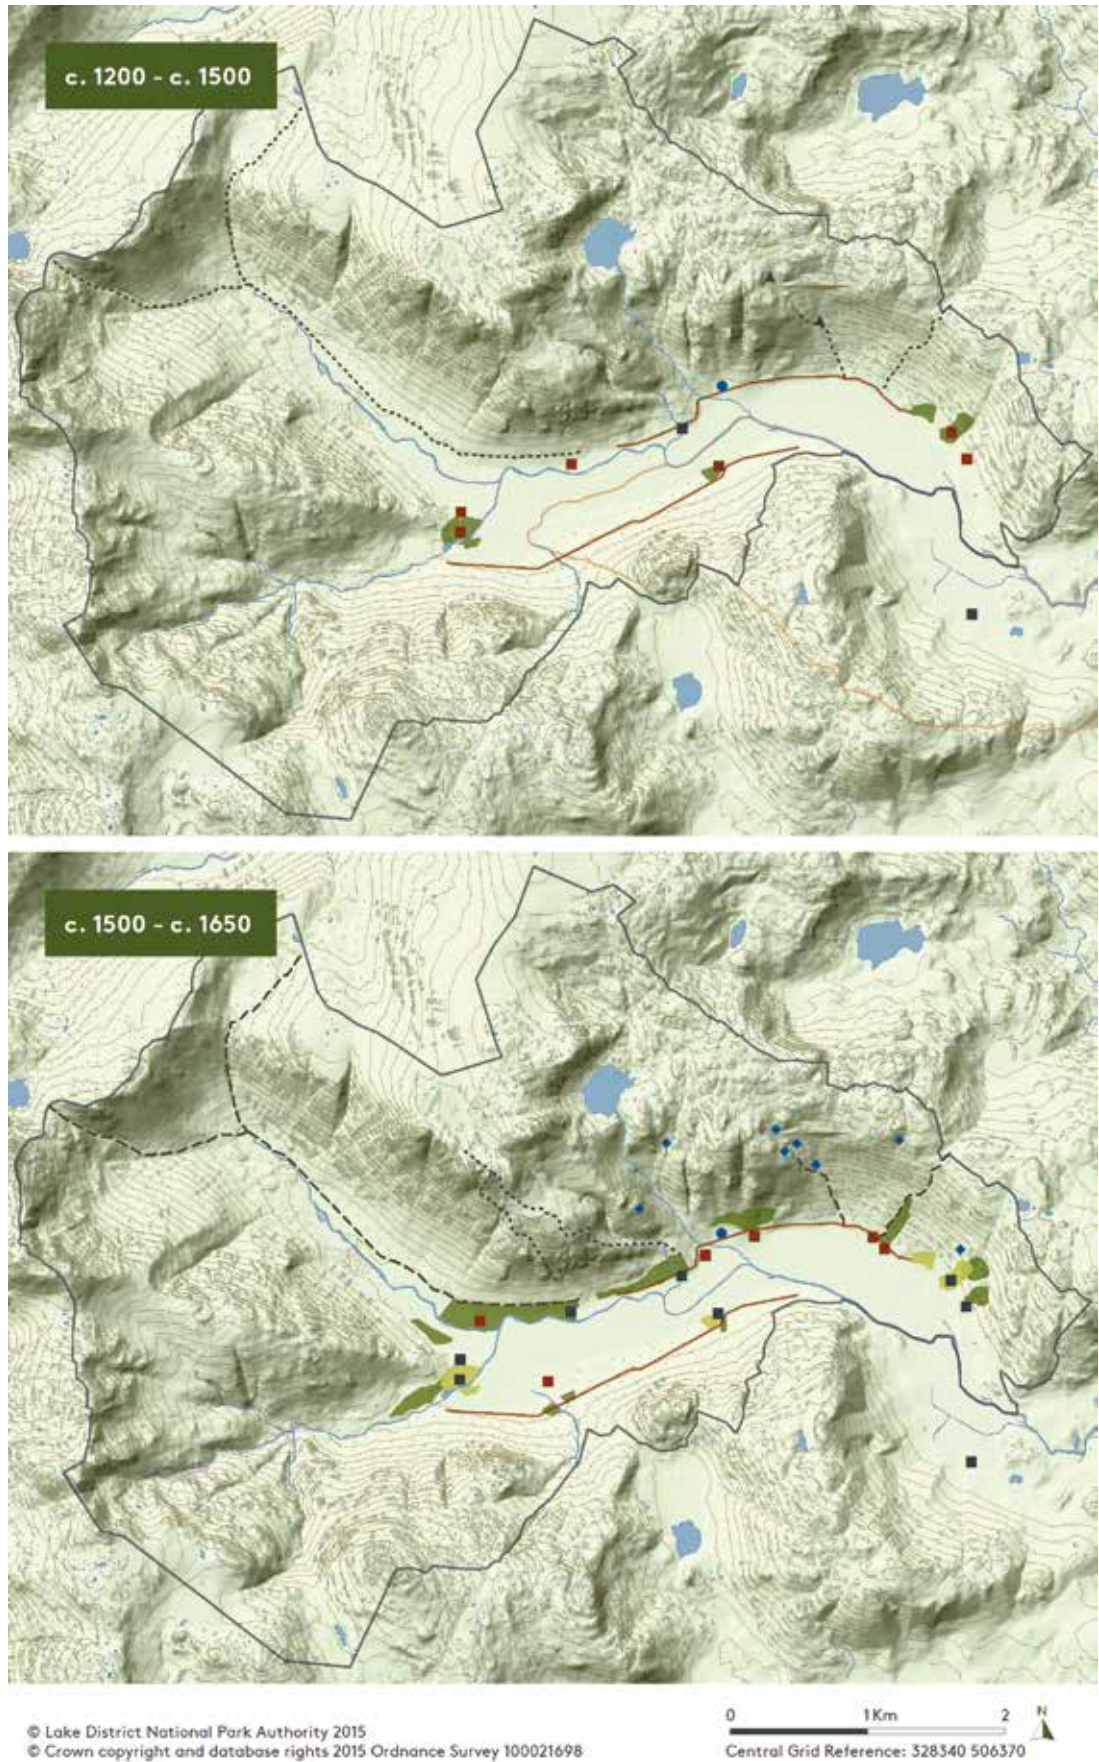 c. 1200 - c. 1500
c. 1500 - c. 1650
© Lake District National Park Authority 2015
© Crown copyright and database rights 2015 Ordnance Survey 100021698
0 1Km 2
N
Central Grid Reference: 328340 506370